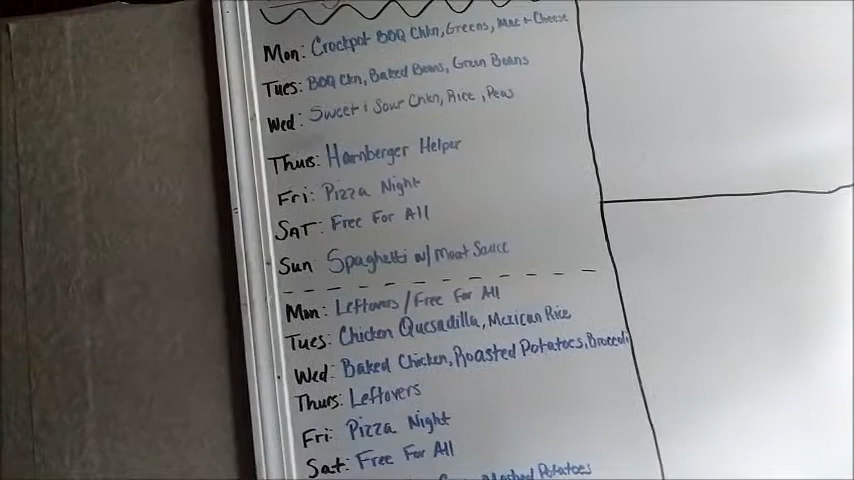 Mon: Crockpot BBQ Chkn, Greens, Mac + Cheese
Tues: BBQ Ckn, Baked Beans, Green Beans
Wed: Sweet + Sour Chkn, Rice, Peas
Thurs: Hamberger Helper
Fri: Pizza Night
SAT: Free For All
Sun Spaghetti w/ Meat Sauce
Mon: Leftovers / Free For All
Tues: Chicken Quesadilla, Mexican Rice
Wed: Baked Chicken, Roasted Potatoes, Broccoli
Thurs: Leftovers
Fri: Pizza Night
Sat: Free For All
Mashed Potatoes